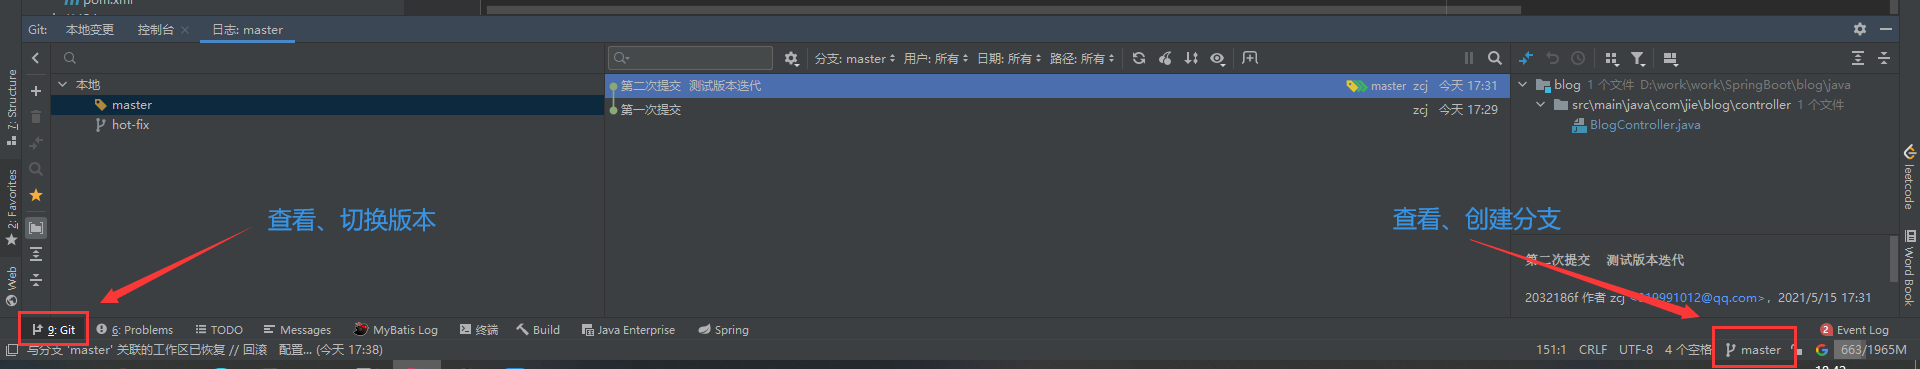 pom.xml
Git: 本地变更 控制台 日志: master
分支: master 用户: 所有 日期: 所有 路径: 所有
本地
master
hot-fix
第二次提交 测试版本迭代 master zcj 今天 17:31
第一次提交 zcj 今天 17:29
blog 1 个文件 D:\work\work\SpringBoot\blog\java
src\main\java\com\jie\blog\controller 1 个文件
BlogController.java
7: Structure
2: Favorites
Web
leetcode
Word Book
查看、切换版本
查看、创建分支
第二次提交 测试版本迭代
2032186f 作者 zcj 19991012@qq.com>, 2021/5/15 17:31
9: Git 6: Problems TODO Messages MyBatis Log 终端 Build Java Enterprise Spring 2 Event Log
与分支 'master' 关联的工作区已恢复 // 回滚 配置... (今天 17:38) 151:1 CRLF UTF-8 4 个空格 master 663/1965M